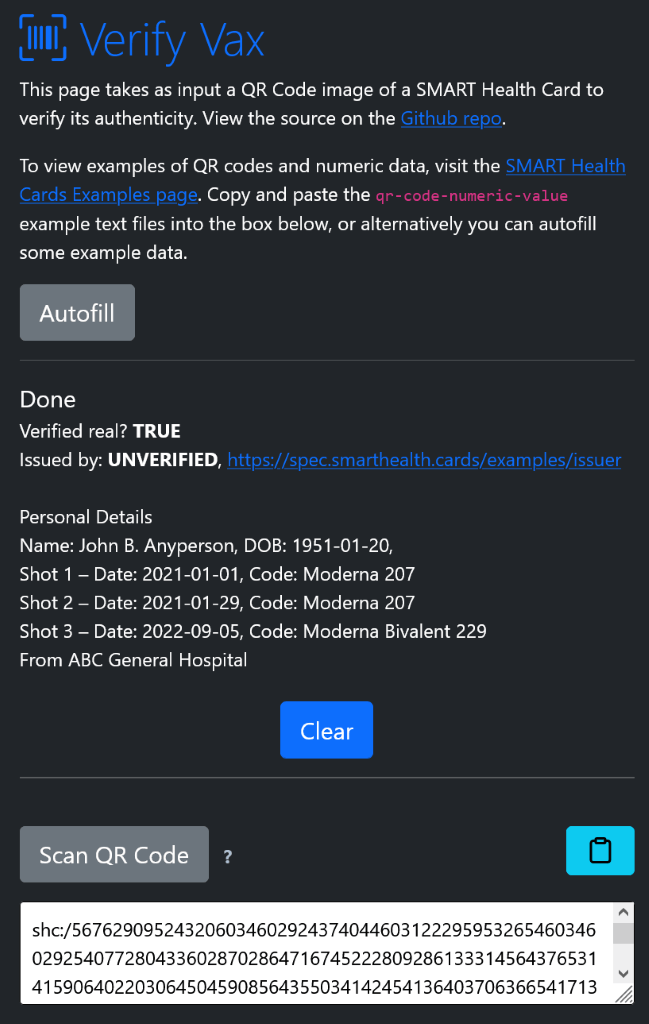 Verify Vax
This page takes as input a QR Code image of a SMART Health Card to
verify its authenticity. View the source on the Github repo.
To view examples of QR codes and numeric data, visit the SMART Health
Cards Examples page. Copy and paste the qr-code-numeric-value
example text files into the box below, or alternatively you can autofill
some example data.
Autofill
Done
Verified real? TRUE
Issued by: UNVERIFIED, https://spec.smarthealth.cards/examples/issuer
Personal Details
Name: John B. Anyperson, DOB: 1951-01-20,
Shot 1 – Date: 2021-01-01, Code: Moderna 207
Shot 2 – Date: 2021-01-29, Code: Moderna 207
Shot 3 – Date: 2022-09-05, Code: Moderna Bivalent 229
From ABC General Hospital
Clear
Scan QR Code ?
shc:/567629095243206034602924374044603122295953265460346
029254077280433602870286471674522280928613331456437653​1
415906402203064504590856435503414245413640370636654171​3